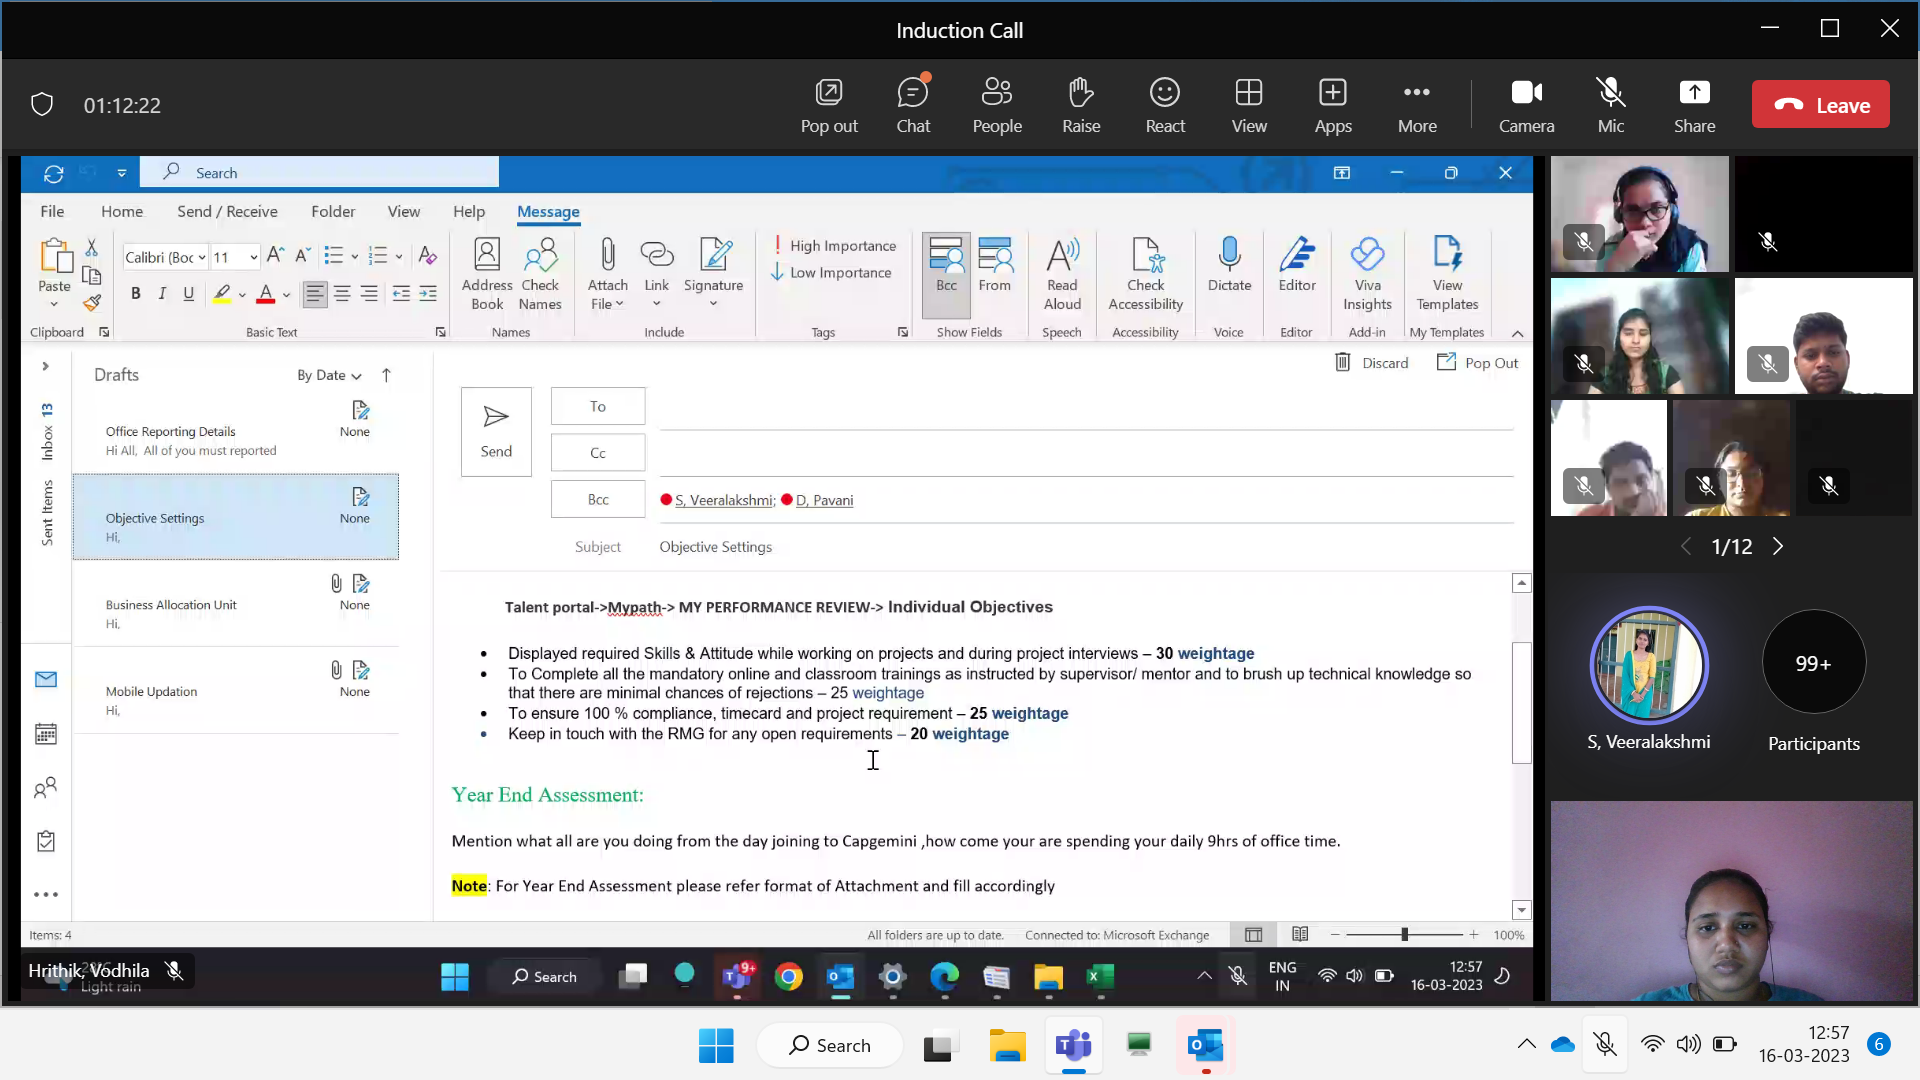 Induction Call
01:12:22
Pop out
Chat
People
Raise
React
View
Apps
More
Camera
Mic
Share
Leave
Search
File
Home
Send / Receive
Folder
View
Help
Message
Paste
Calibri (Boc
11
B
I
U
Address
Book
Check
Names
Attach
File
Link
Signature
High Importance
Low Importance
Bcc
From
Read
Aloud
Check
Accessibility
Dictate
Editor
Viva
Insights
View
Templates
Clipboard
Basic Text
Names
Include
Tags
Show Fields
Speech
Accessibility
Voice
Editor
Add-in
My Templates
Discard
Pop Out
Inbox 13
Sent Items
Drafts
By Date
Office Reporting Details
None
Hi All, All of you must reported
Objective Settings
None
Hi,
Business Allocation Unit
None
Hi,
Mobile Updation
None
Hi,
Send
To
Cc
Bcc
S, Veeralakshmi; D, Pavani
Subject
Objective Settings
Talent portal->Mypath-> MY PERFORMANCE REVIEW-> Individual Objectives
• Displayed required Skills & Attitude while working on projects and during project interviews – 30 weightage
• To Complete all the mandatory online and classroom trainings as instructed by supervisor/ mentor and to brush up technical knowledge so
that there are minimal chances of rejections – 25 weightage
• To ensure 100 % compliance, timecard and project requirement – 25 weightage
• Keep in touch with the RMG for any open requirements – 20 weightage
Year End Assessment:
Mention what all are you doing from the day joining to Capgemini ,how come your are spending your daily 9hrs of office time.
Note: For Year End Assessment please refer format of Attachment and fill accordingly
Items: 4
All folders are up to date.
Connected to: Microsoft Exchange
100%
Hrithik, Vodhila
Light rain
Search
9+
ENG
IN
12:57
16-03-2023
1/12
S, Veeralakshmi
99+
Participants
Search
12:57
16-03-2023
6